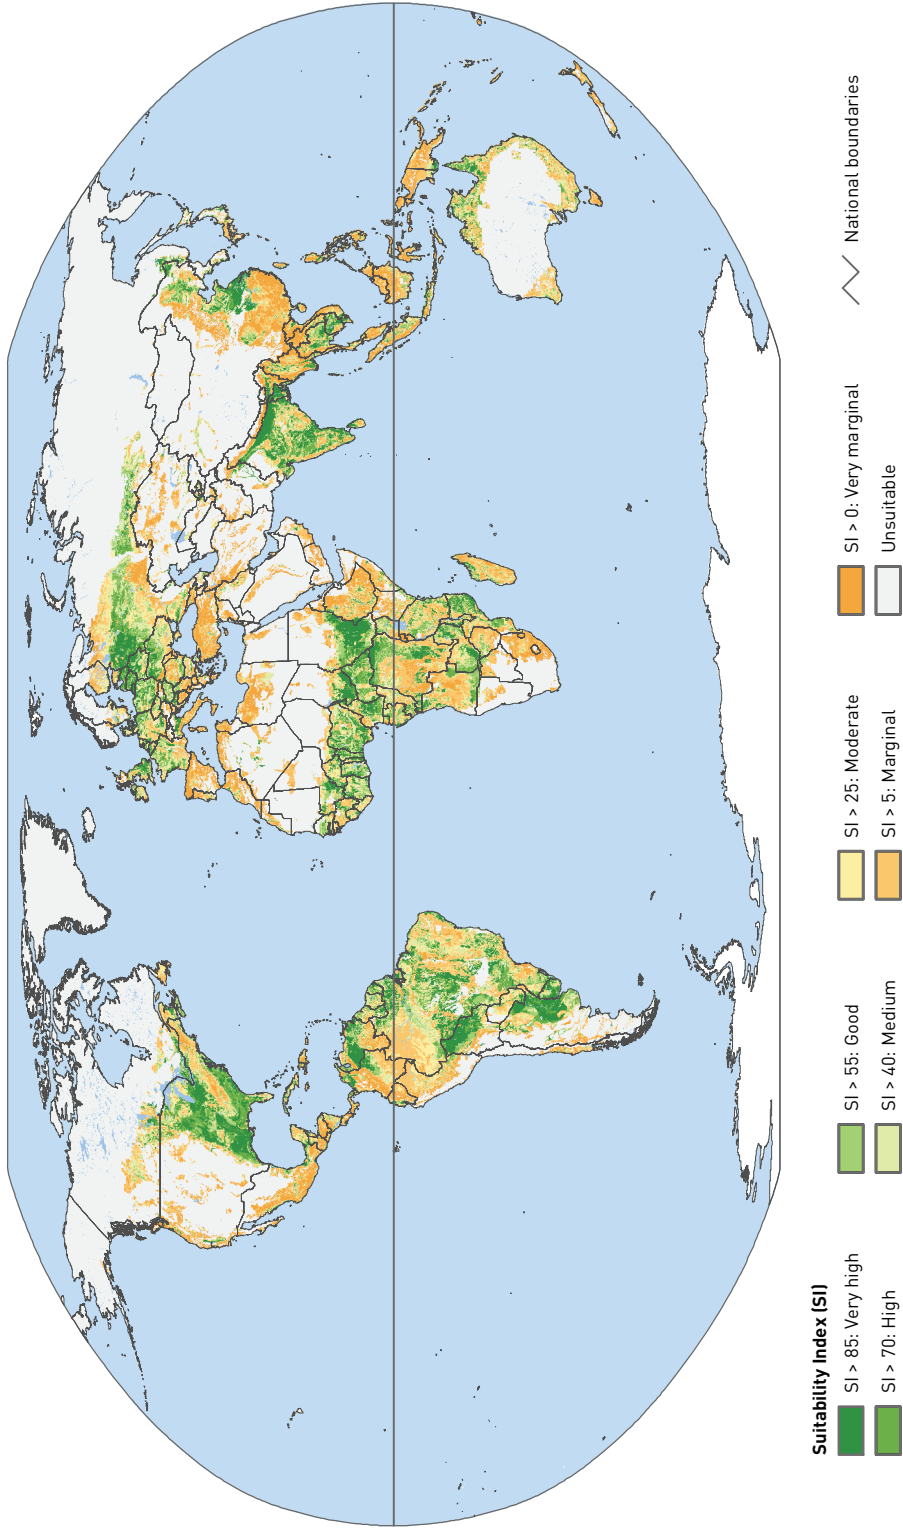 Suitability Index (SI)
SI > 85: Very high
SI > 70: High
SI > 55: Good
SI > 40: Medium
SI > 25: Moderate
SI > 5: Marginal
SI > 0: Very marginal
Unsuitable
National boundaries